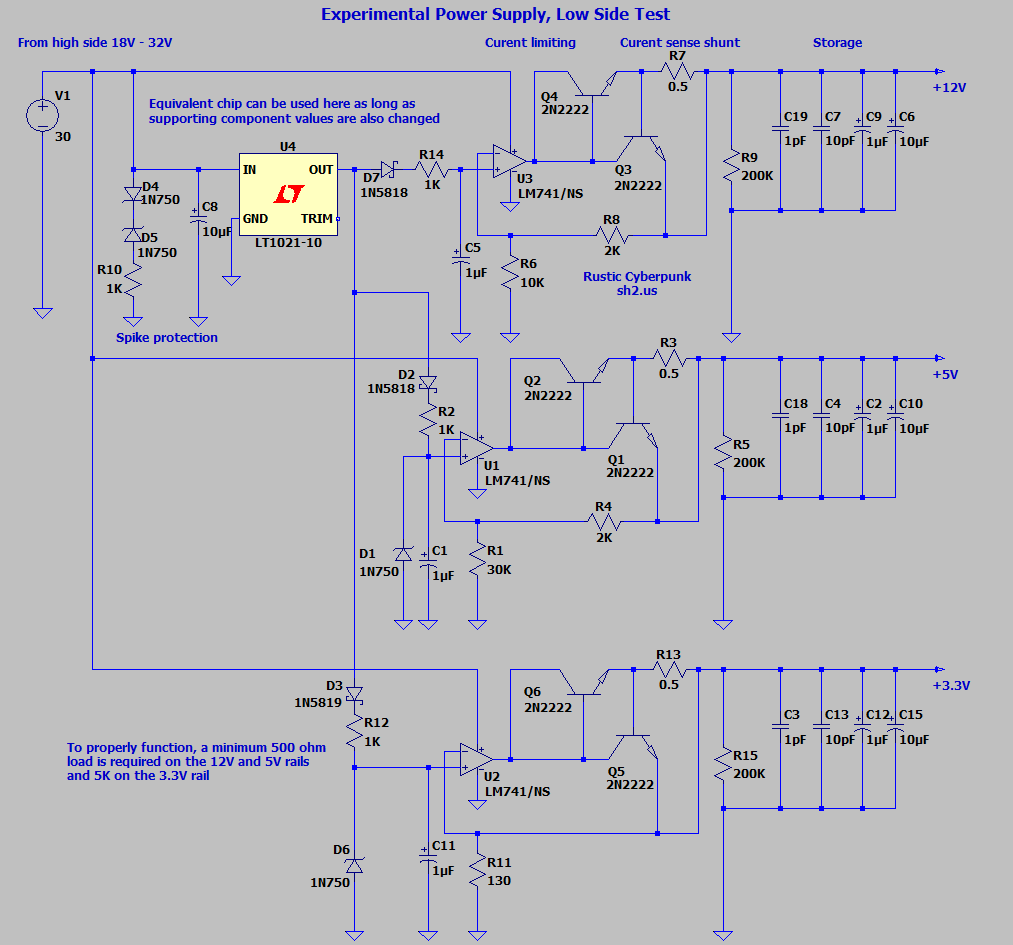 Experimental Power Supply, Low Side Test
From high side 18V - 32V
Curent limiting
Curent sense shunt
Storage
R7
0.5
+12V
V1
30
Equivalent chip can be used here as long as
supporting component values are also changed
Q4
2N2222
C19
1pF
C7
10pF
C9
1µF
C6
10µF
U4
IN
OUT
GND
TRIM
LT1021-10
D7
1N5818
R14
1K
U3
LM741/NS
Q3
2N2222
R9
200K
D4
1N750
D5
1N750
C8
10µF
R10
1K
Spike protection
C5
1µF
R8
2K
R6
10K
Rustic Cyberpunk
sh2.us
R3
0.5
+5V
D2
1N5818
Q2
2N2222
R2
1K
U1
LM741/NS
Q1
2N2222
C18
1pF
C4
10pF
C2
1µF
C10
10µF
R5
200K
R4
2K
D1
1N750
C1
1µF
R1
30K
R13
0.5
+3.3V
D3
1N5819
Q6
2N2222
R12
1K
To properly function, a minimum 500 ohm
load is required on the 12V and 5V rails
and 5K on the 3.3V rail
U2
LM741/NS
Q5
2N2222
C3
1pF
C13
10pF
C12
1µF
C15
10µF
R15
200K
D6
1N750
C11
1µF
R11
130